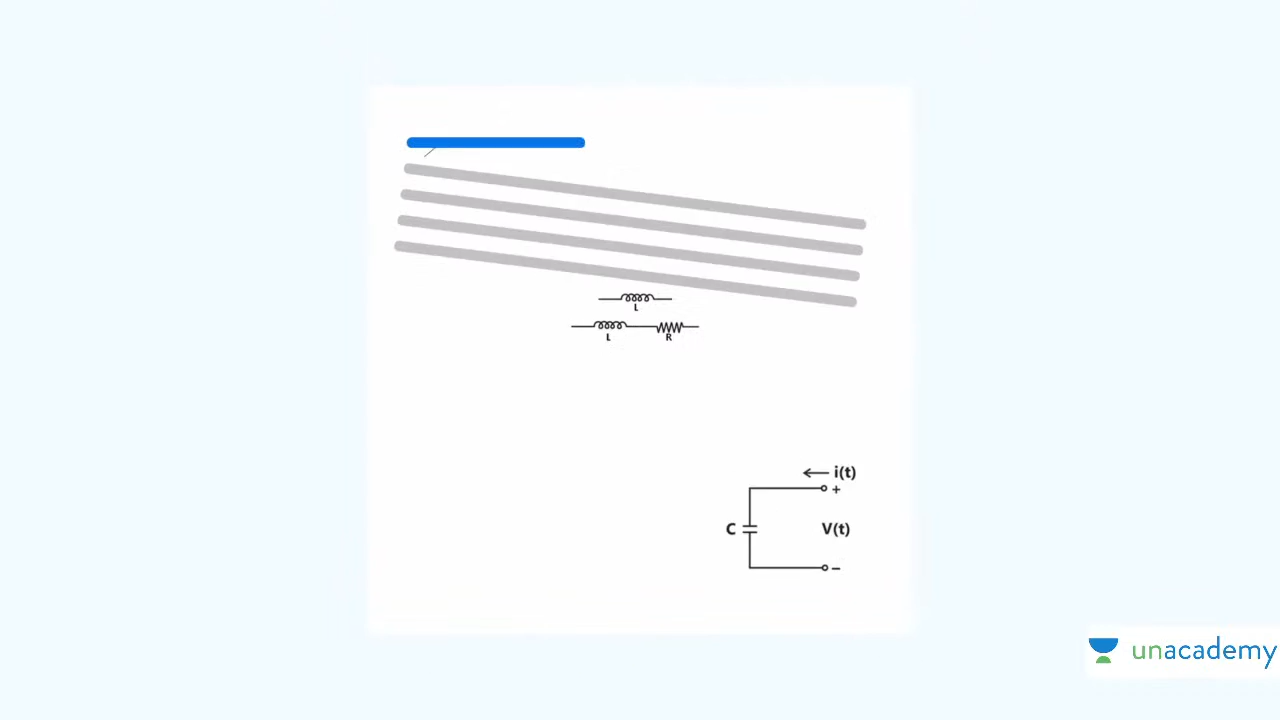 L
L R
i(t)
+
C V(t)
−
unacademy